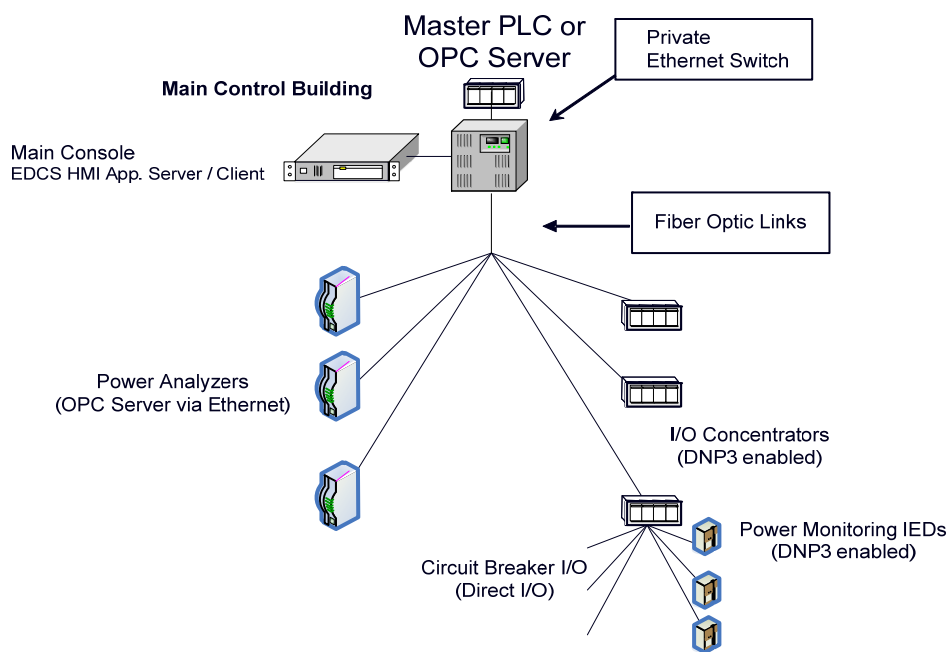 Master PLC or
OPC Server
Private
Ethernet Switch
Main Control Building
Main Console
EDCS HMI App. Server / Client
Fiber Optic Links
Power Analyzers
(OPC Server via Ethernet)
I/O Concentrators
(DNP3 enabled)
Power Monitoring IEDs
(DNP3 enabled)
Circuit Breaker I/O
(Direct I/O)